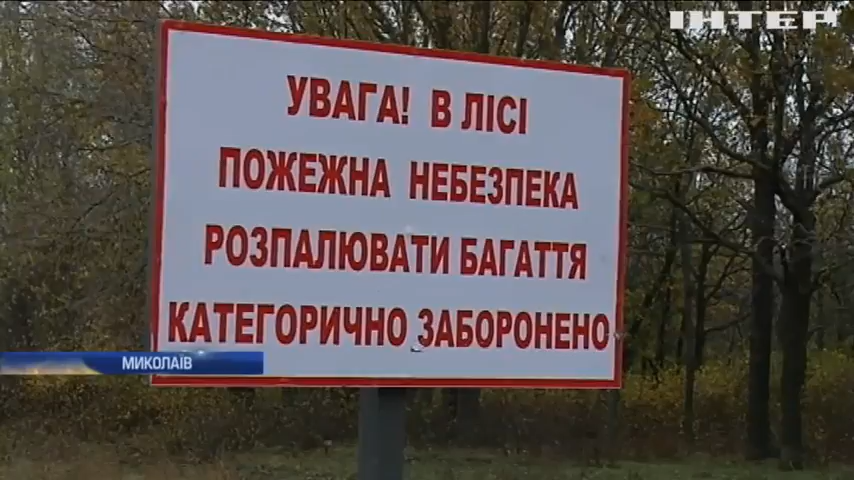 ІНТЕР
УВАГА! В ЛІСІ
ПОЖЕЖНА НЕБЕЗПЕКА
РОЗПАЛЮВАТИ БАГАТТЯ
КАТЕГОРИЧНО ЗАБОРОНЕНО
МИКОЛАЇВ